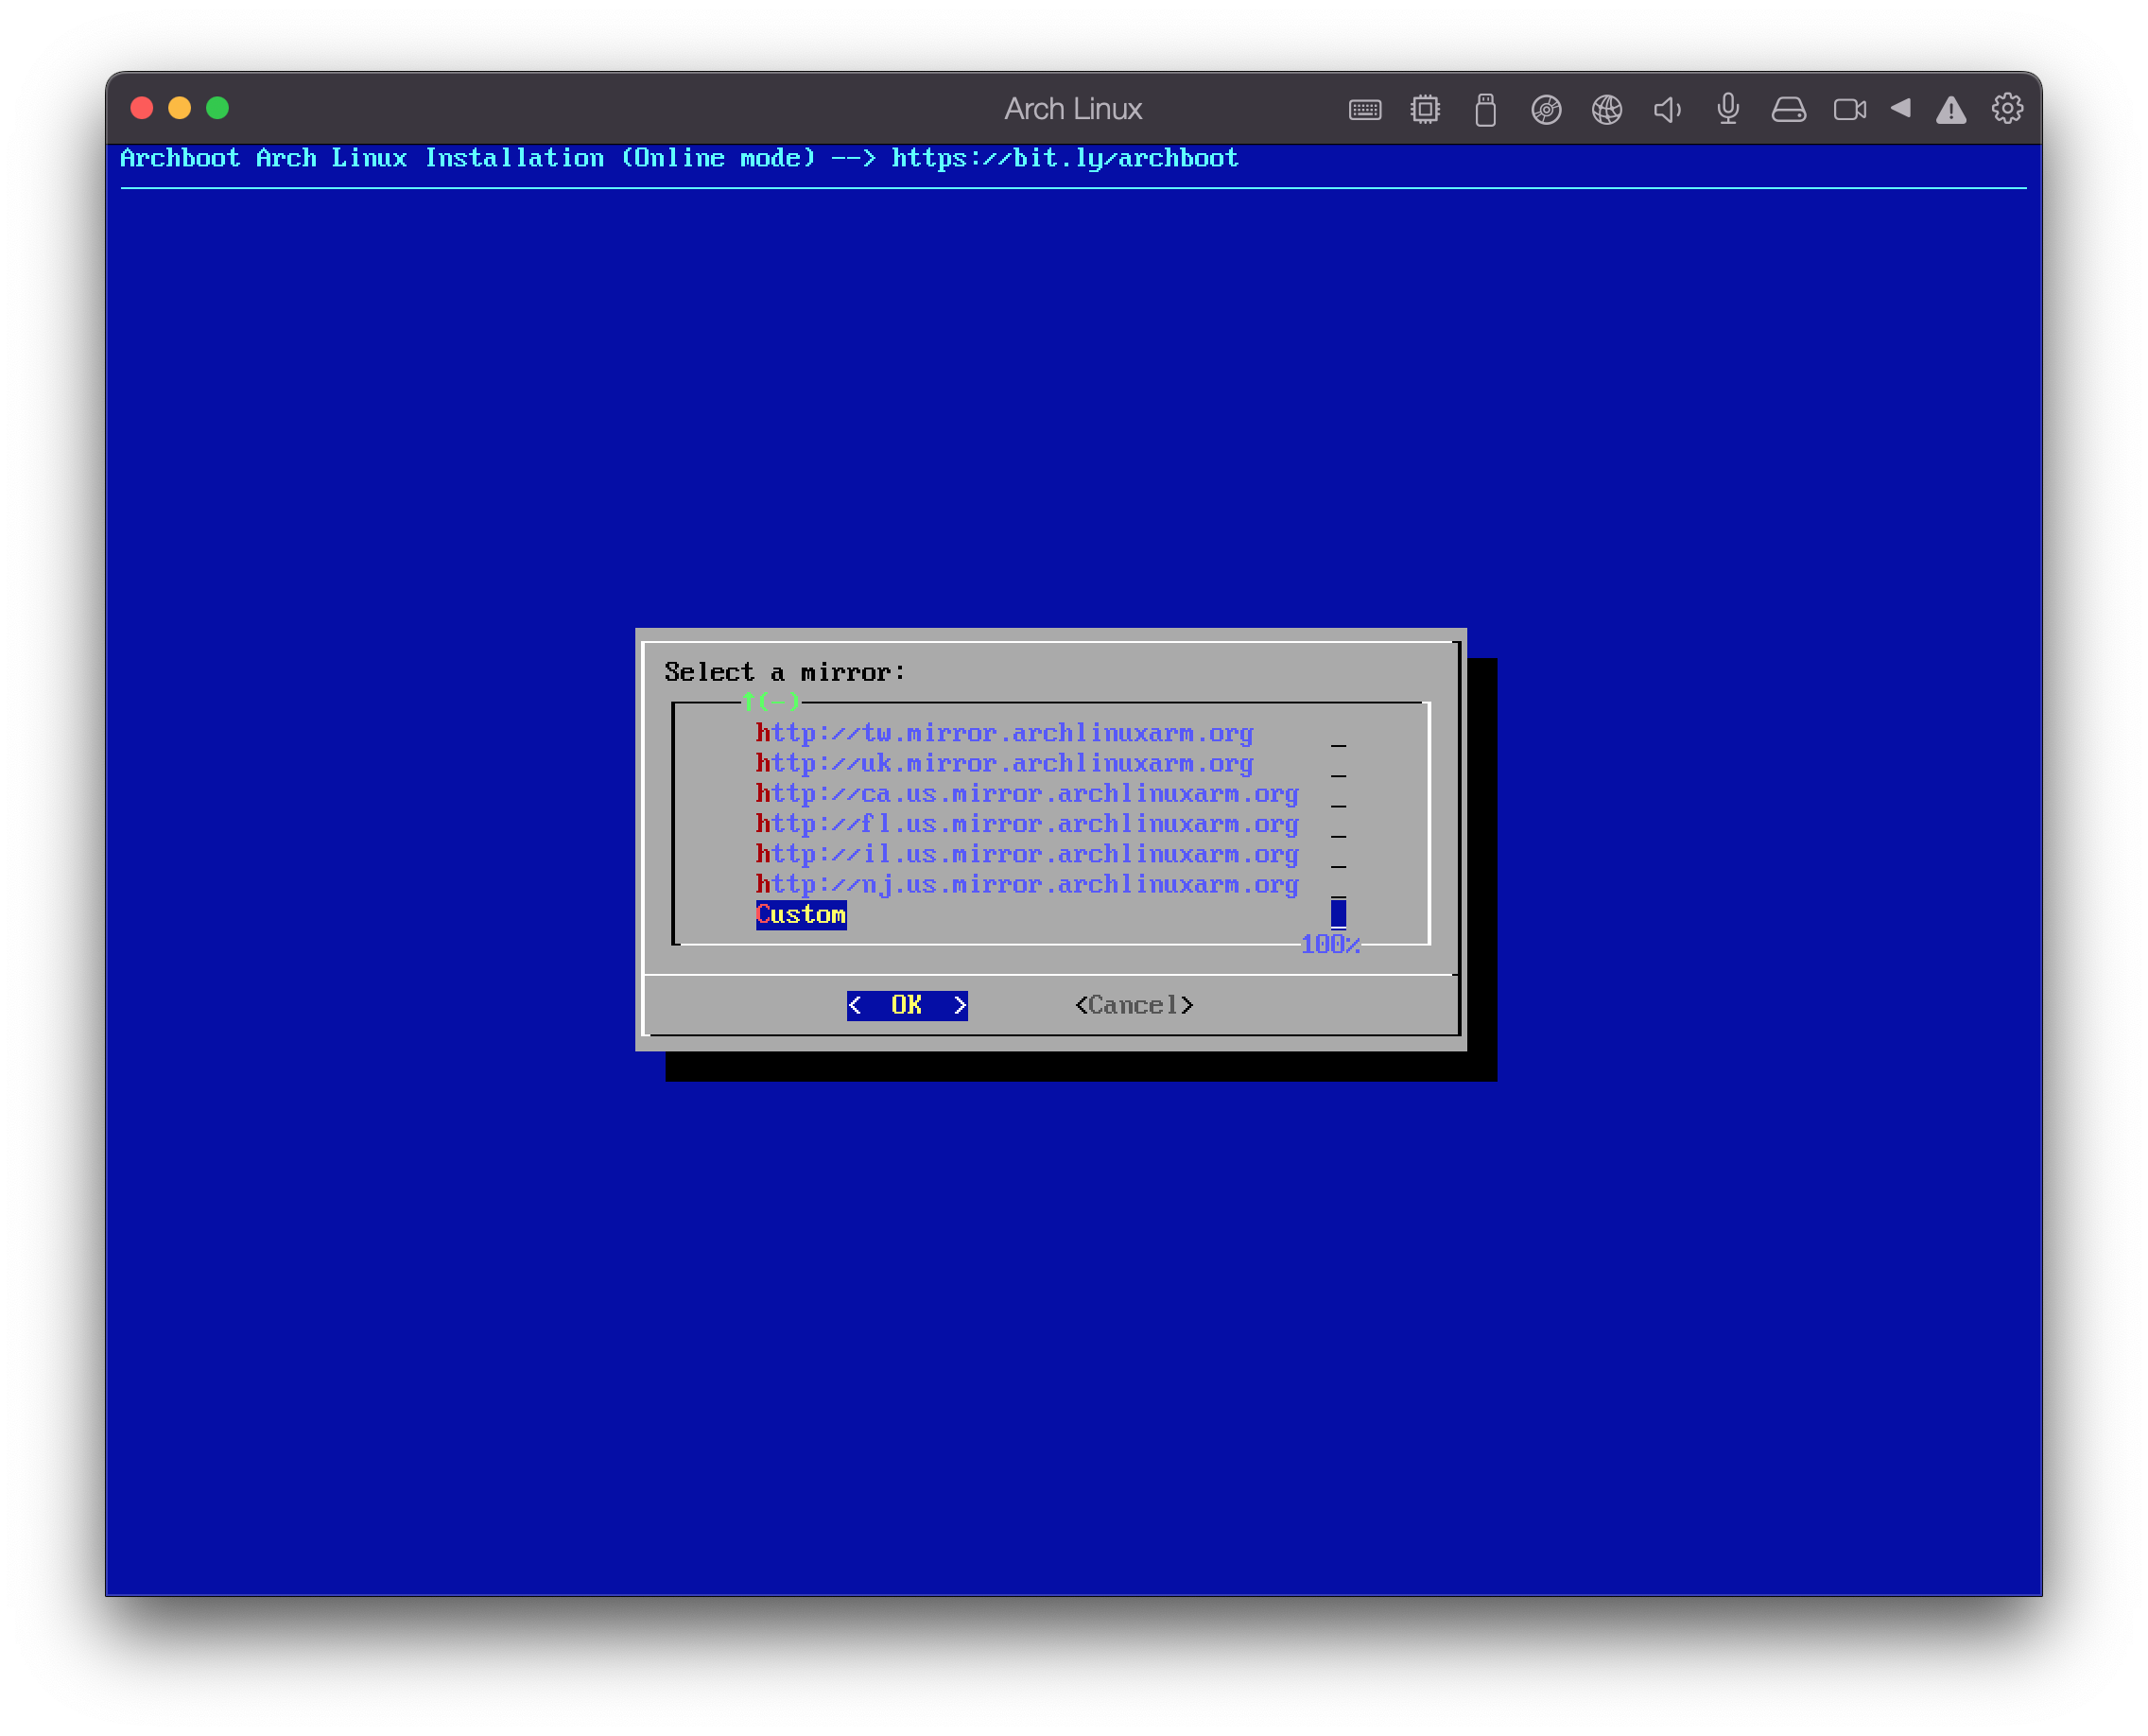 Arch Linux
Archboot Arch Linux Installation (Online mode) --> https://bit.ly/archboot
Select a mirror:
↑(-)
http://tw.mirror.archlinuxarm.org _
http://uk.mirror.archlinuxarm.org _
http://ca.us.mirror.archlinuxarm.org _
http://fl.us.mirror.archlinuxarm.org _
http://il.us.mirror.archlinuxarm.org _
http://nj.us.mirror.archlinuxarm.org _
Custom _
100%
< OK > <Cancel>